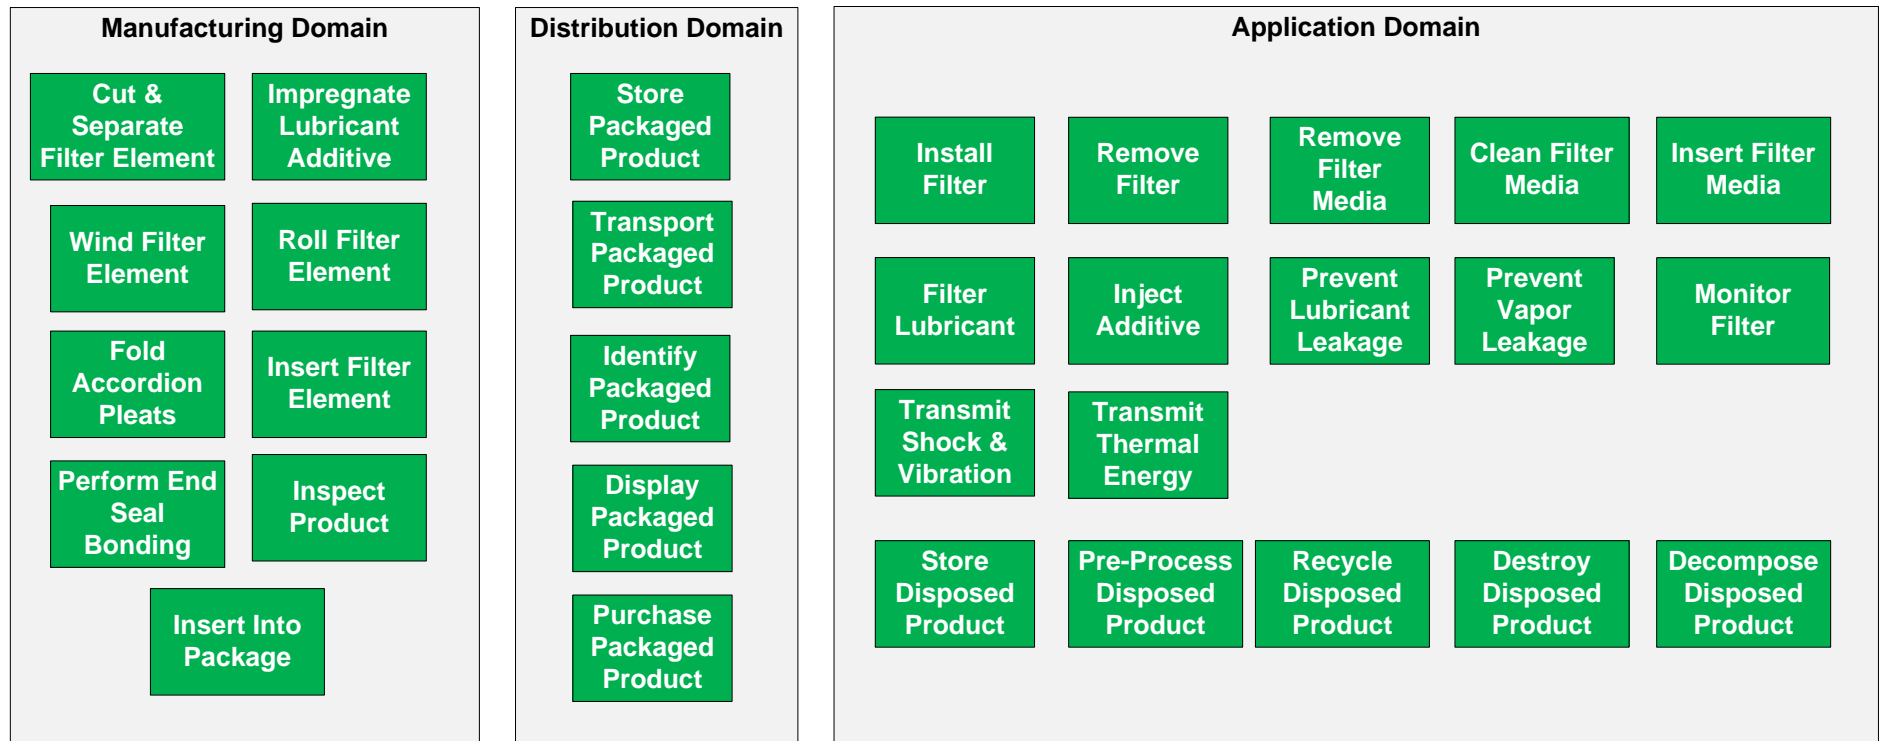 Manufacturing Domain
Cut &
Separate
Filter Element
Impregnate
Lubricant
Additive
Wind Filter
Element
Roll Filter
Element
Fold
Accordion
Pleats
Insert Filter
Element
Perform End
Seal
Bonding
Inspect
Product
Insert Into
Package
Distribution Domain
Store
Packaged
Product
Transport
Packaged
Product
Identify
Packaged
Product
Display
Packaged
Product
Purchase
Packaged
Product
Application Domain
Install
Filter
Remove
Filter
Remove
Filter
Media
Clean Filter
Media
Insert Filter
Media
Filter
Lubricant
Inject
Additive
Prevent
Lubricant
Leakage
Prevent
Vapor
Leakage
Monitor
Filter
Transmit
Shock &
Vibration
Transmit
Thermal
Energy
Store
Disposed
Product
Pre-Process
Disposed
Product
Recycle
Disposed
Product
Destroy
Disposed
Product
Decompose
Disposed
Product